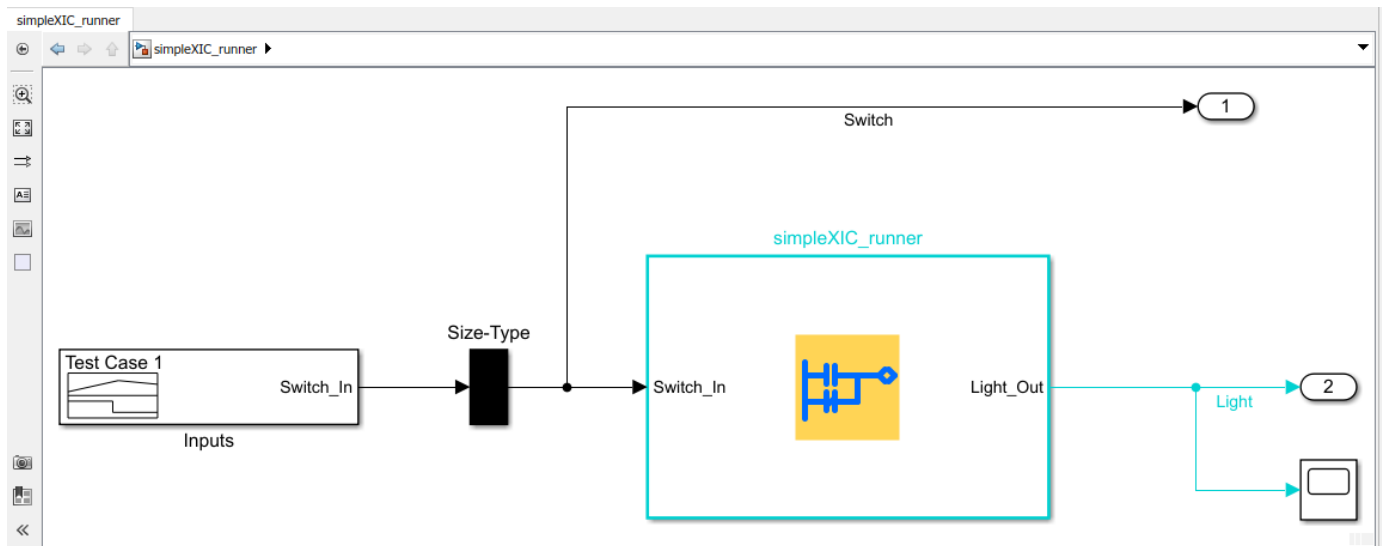 simpleXIC_runner
simpleXIC_runner
1
Switch
simpleXIC_runner
Size-Type
Test Case 1
Switch_In
Switch_In
Light_Out
2
Light
Inputs